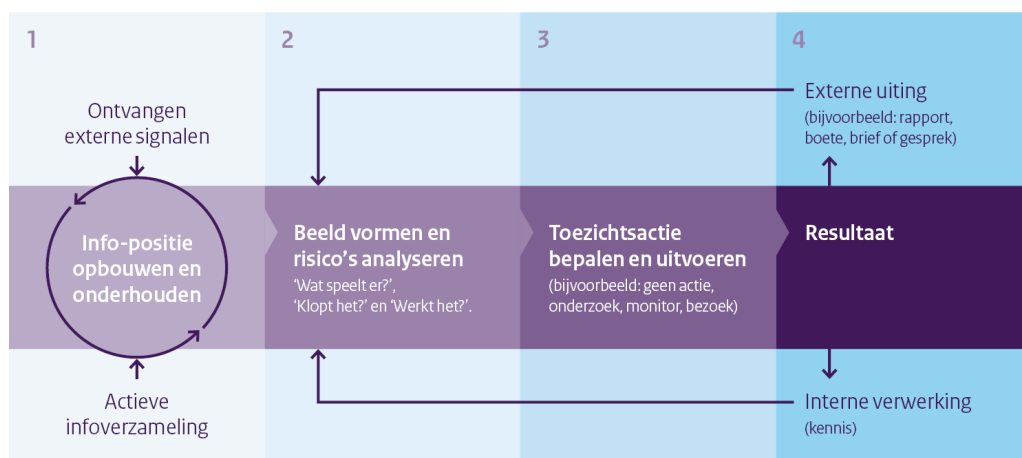 1
Ontvangen
externe signalen
Info-positie
opbouwen en
onderhouden
Actieve
infoverzameling
2
Beeld vormen en
risico's analyseren
'Wat speelt er?',
'Klopt het?' en 'Werkt het?'.
3
Toezichtsactie
bepalen en uitvoeren
(bijvoorbeeld: geen actie,
onderzoek, monitor, bezoek)
4
Externe uiting
(bijvoorbeeld: rapport,
boete, brief of gesprek)
Resultaat
Interne verwerking
(kennis)